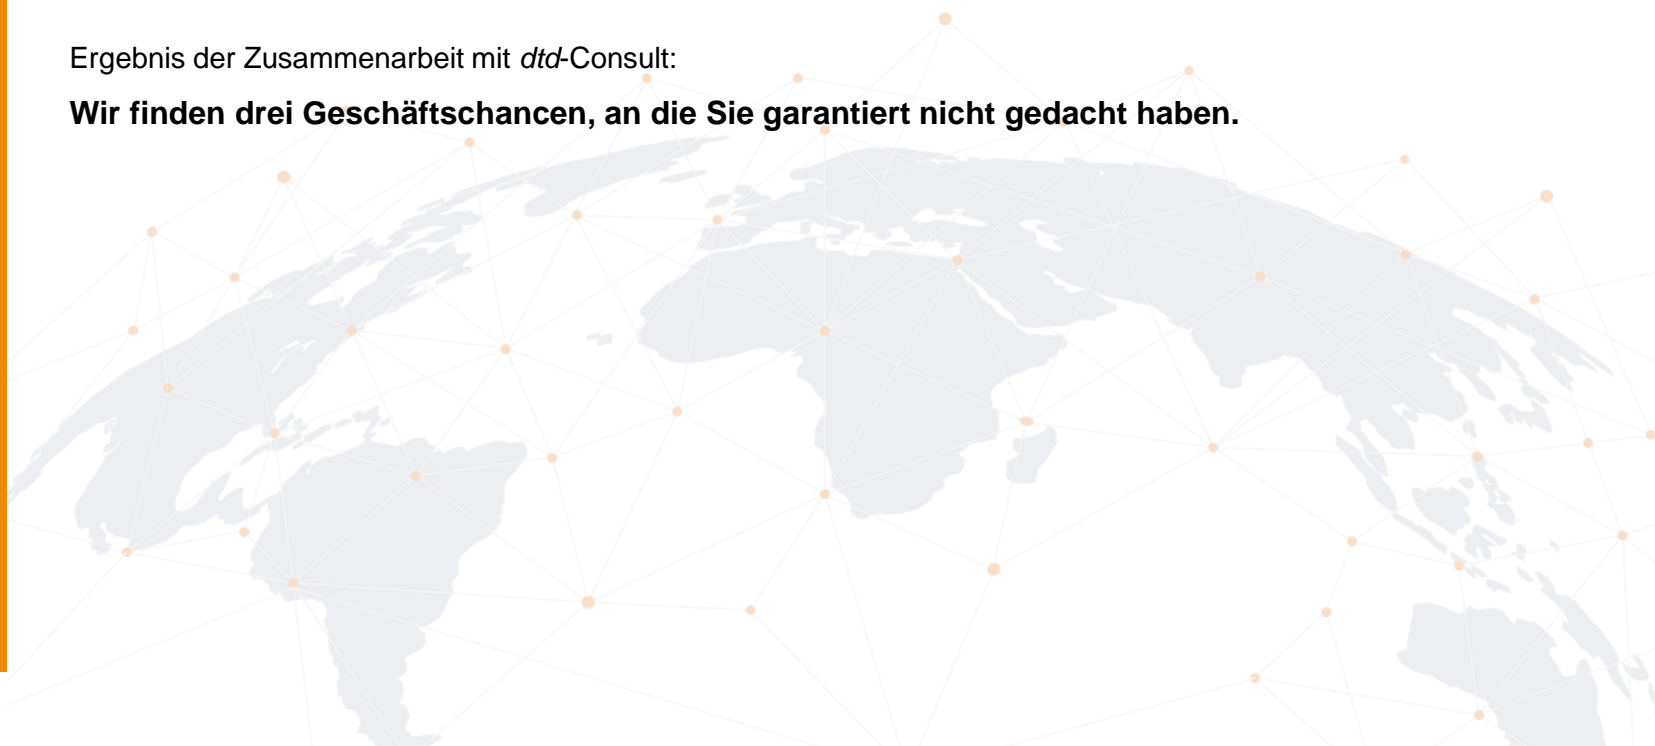 Ergebnis der Zusammenarbeit mit dtd-Consult:
Wir finden drei Geschäftschancen, an die Sie garantiert nicht gedacht haben.